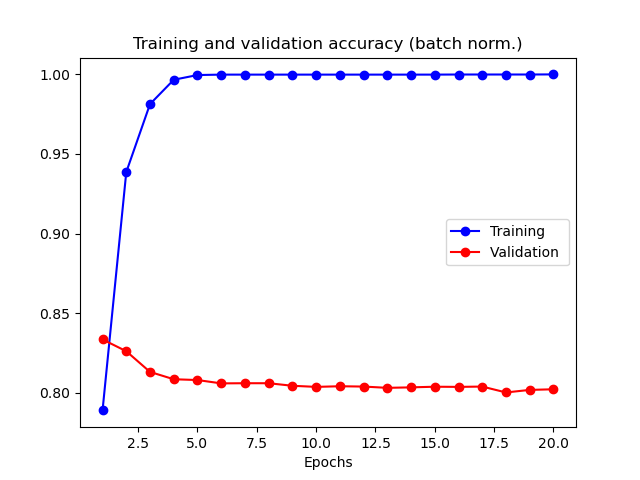 Training and validation accuracy (batch norm.)
1.00
0.95
0.90
0.85
0.80
Training
Validation
2.5 5.0 7.5 10.0 12.5 15.0 17.5 20.0
Epochs